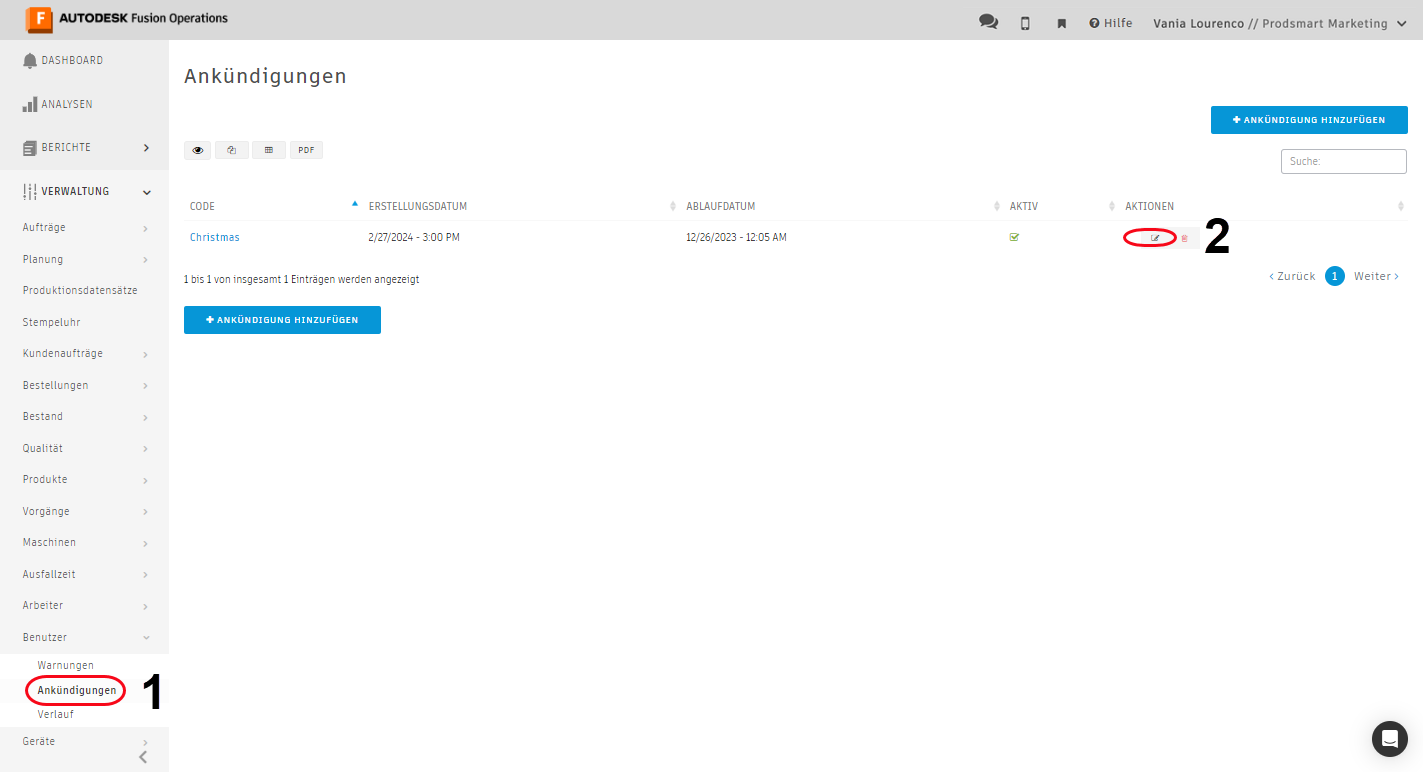 AUTODESK Fusion Operations
Hilfe
Vania Lourenco // Prodsmart Marketing
DASHBOARD
ANALYSEN
BERICHTE
VERWALTUNG
Aufträge
Planung
Produktionsdatensätze
Stempeluhr
Kundenaufträge
Bestellungen
Bestand
Qualität
Produkte
Vorgänge
Maschinen
Ausfallzeit
Arbeiter
Benutzer
Warnungen
Ankündigungen
1
Verlauf
Geräte
Ankündigungen
ANKÜNDIGUNG HINZUFÜGEN
PDF
Suche:
CODE ERSTELLUNGSDATUM ABLAUFDATUM AKTIV AKTIONEN
Christmas 2/27/2024 - 3:00 PM 12/26/2023 - 12:05 AM
2
1 bis 1 von insgesamt 1 Einträgen werden angezeigt
Zurück 1 Weiter
ANKÜNDIGUNG HINZUFÜGEN